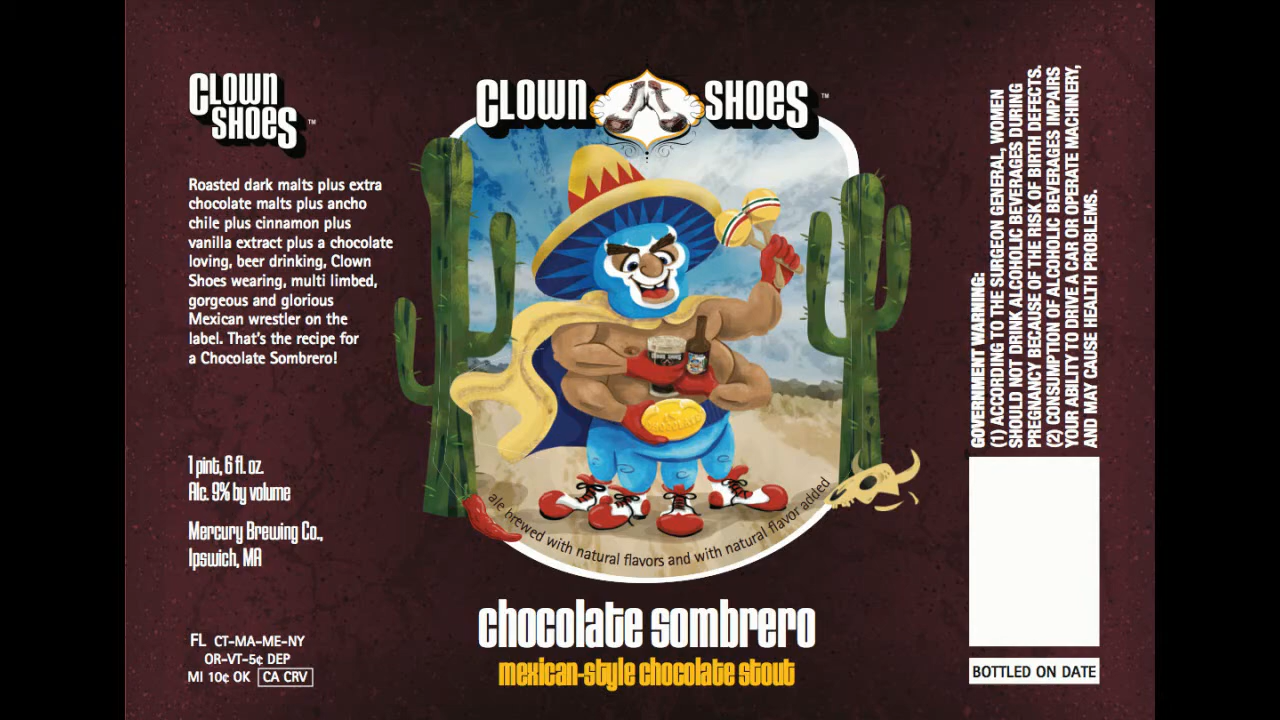 CLOWN
SHOES™
Roasted dark malts plus extra
chocolate malts plus ancho
chile plus cinnamon plus
vanilla extract plus a chocolate
loving, beer drinking, Clown
Shoes wearing, multi limbed,
gorgeous and glorious
Mexican wrestler on the
label. That's the recipe for
a Chocolate Sombrero!
1 pint, 6 fl. oz.
Alc. 9% by volume
Mercury Brewing Co.,
Ipswich, MA
FL CT-MA-ME-NY
OR-VT-5¢ DEP
MI 10¢ OK CA CRV
CLOWN SHOES™
ale brewed with natural flavors and with natural flavor added
chocolate sombrero
mexican-style chocolate stout
GOVERNMENT WARNING:
(1) ACCORDING TO THE SURGEON GENERAL, WOMEN
SHOULD NOT DRINK ALCOHOLIC BEVERAGES DURING
PREGNANCY BECAUSE OF THE RISK OF BIRTH DEFECTS.
(2) CONSUMPTION OF ALCOHOLIC BEVERAGES IMPAIRS
YOUR ABILITY TO DRIVE A CAR OR OPERATE MACHINERY,
AND MAY CAUSE HEALTH PROBLEMS.
BOTTLED ON DATE